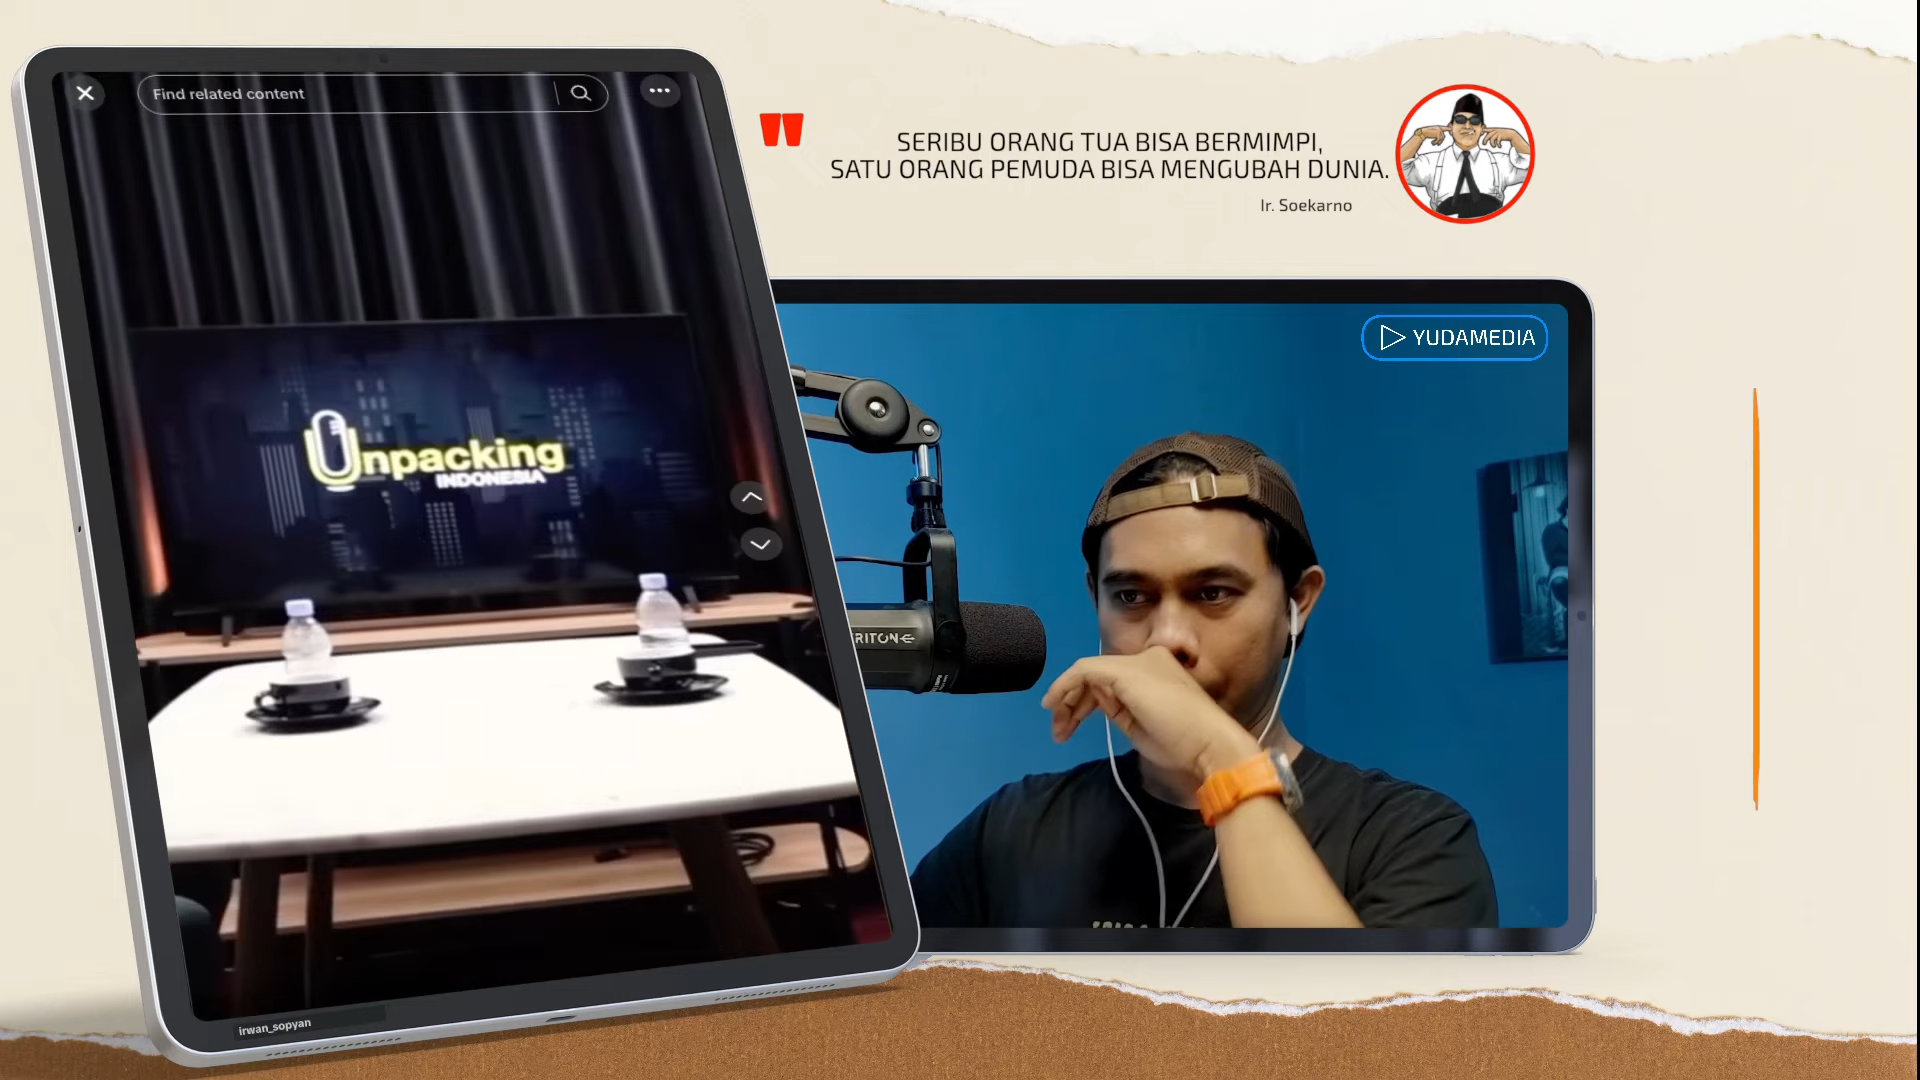 Find related content
Unpacking
INDONESIA
irwan_sopyan
"
SERIBU ORANG TUA BISA BERMIMPI,
SATU ORANG PEMUDA BISA MENGUBAH DUNIA.
Ir. Soekarno
YUDAMEDIA